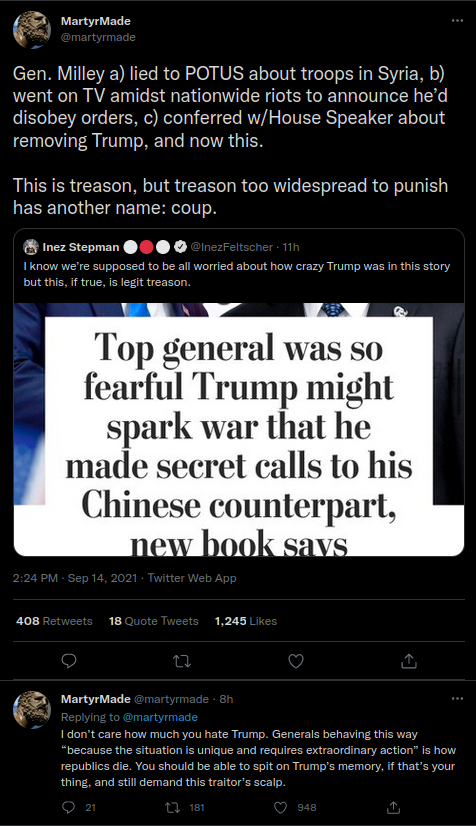 MartyrMade
@martyrmade
Gen. Milley a) lied to POTUS about troops in Syria, b)
went on TV amidst nationwide riots to announce he’d
disobey orders, c) conferred w/House Speaker about
removing Trump, and now this.
This is treason, but treason too widespread to punish
has another name: coup.
Inez Stepman ⚪🔴⚪ @InezFeltscher · 11h
I know we’re supposed to be all worried about how crazy Trump was in this story
but this, if true, is legit treason.
Top general was so
fearful Trump might
spark war that he
made secret calls to his
Chinese counterpart,
new book says
2:24 PM · Sep 14, 2021 · Twitter Web App
408 Retweets 18 Quote Tweets 1,245 Likes
MartyrMade @martyrmade · 8h
Replying to @martyrmade
I don’t care how much you hate Trump. Generals behaving this way
“because the situation is unique and requires extraordinary action” is how
republics die. You should be able to spit on Trump’s memory, if that’s your
thing, and still demand this traitor’s scalp.
21 181 948